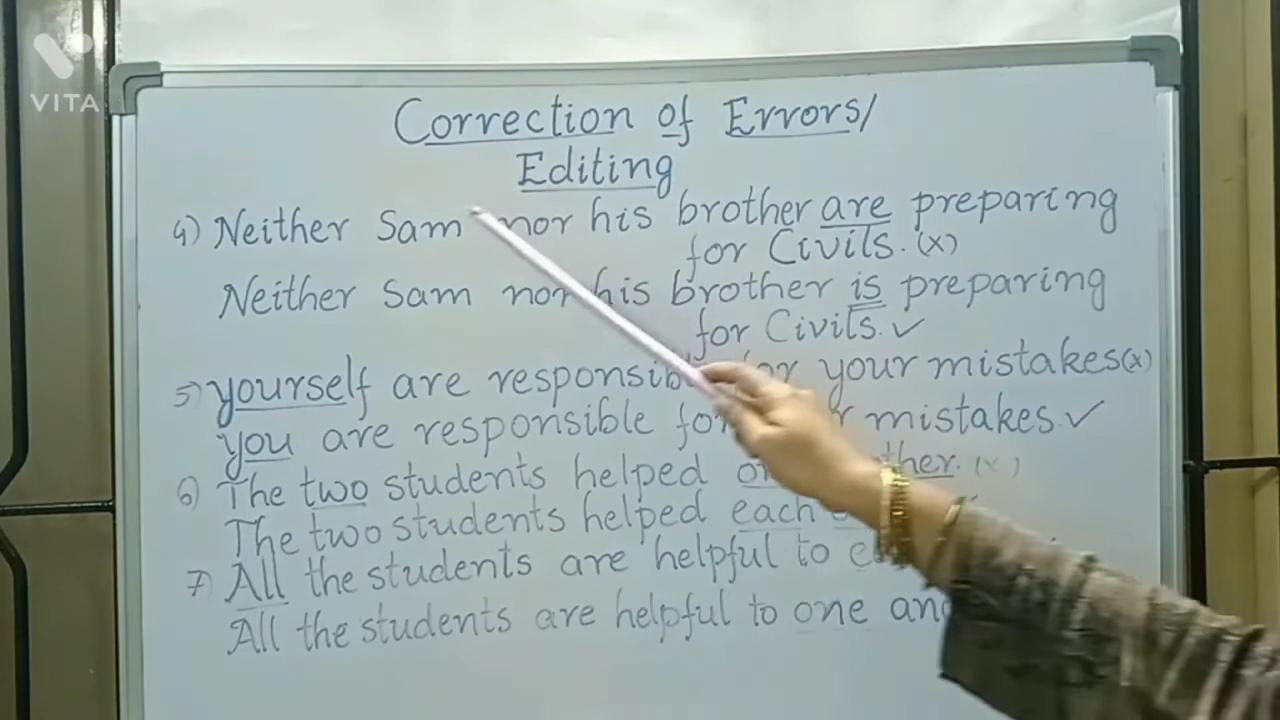 VITA
Correction of Errors/
Editing
4) Neither Sam nor his brother are preparing
for Civils. (x)
Neither Sam nor his brother is preparing
for Civils. ✓
5) yourself are responsible for your mistakes (x)
you are responsible for mistakes. ✓
6) The two students helped (x)
The two students helped each
7) All the students are helpful to
All the students are helpful to one